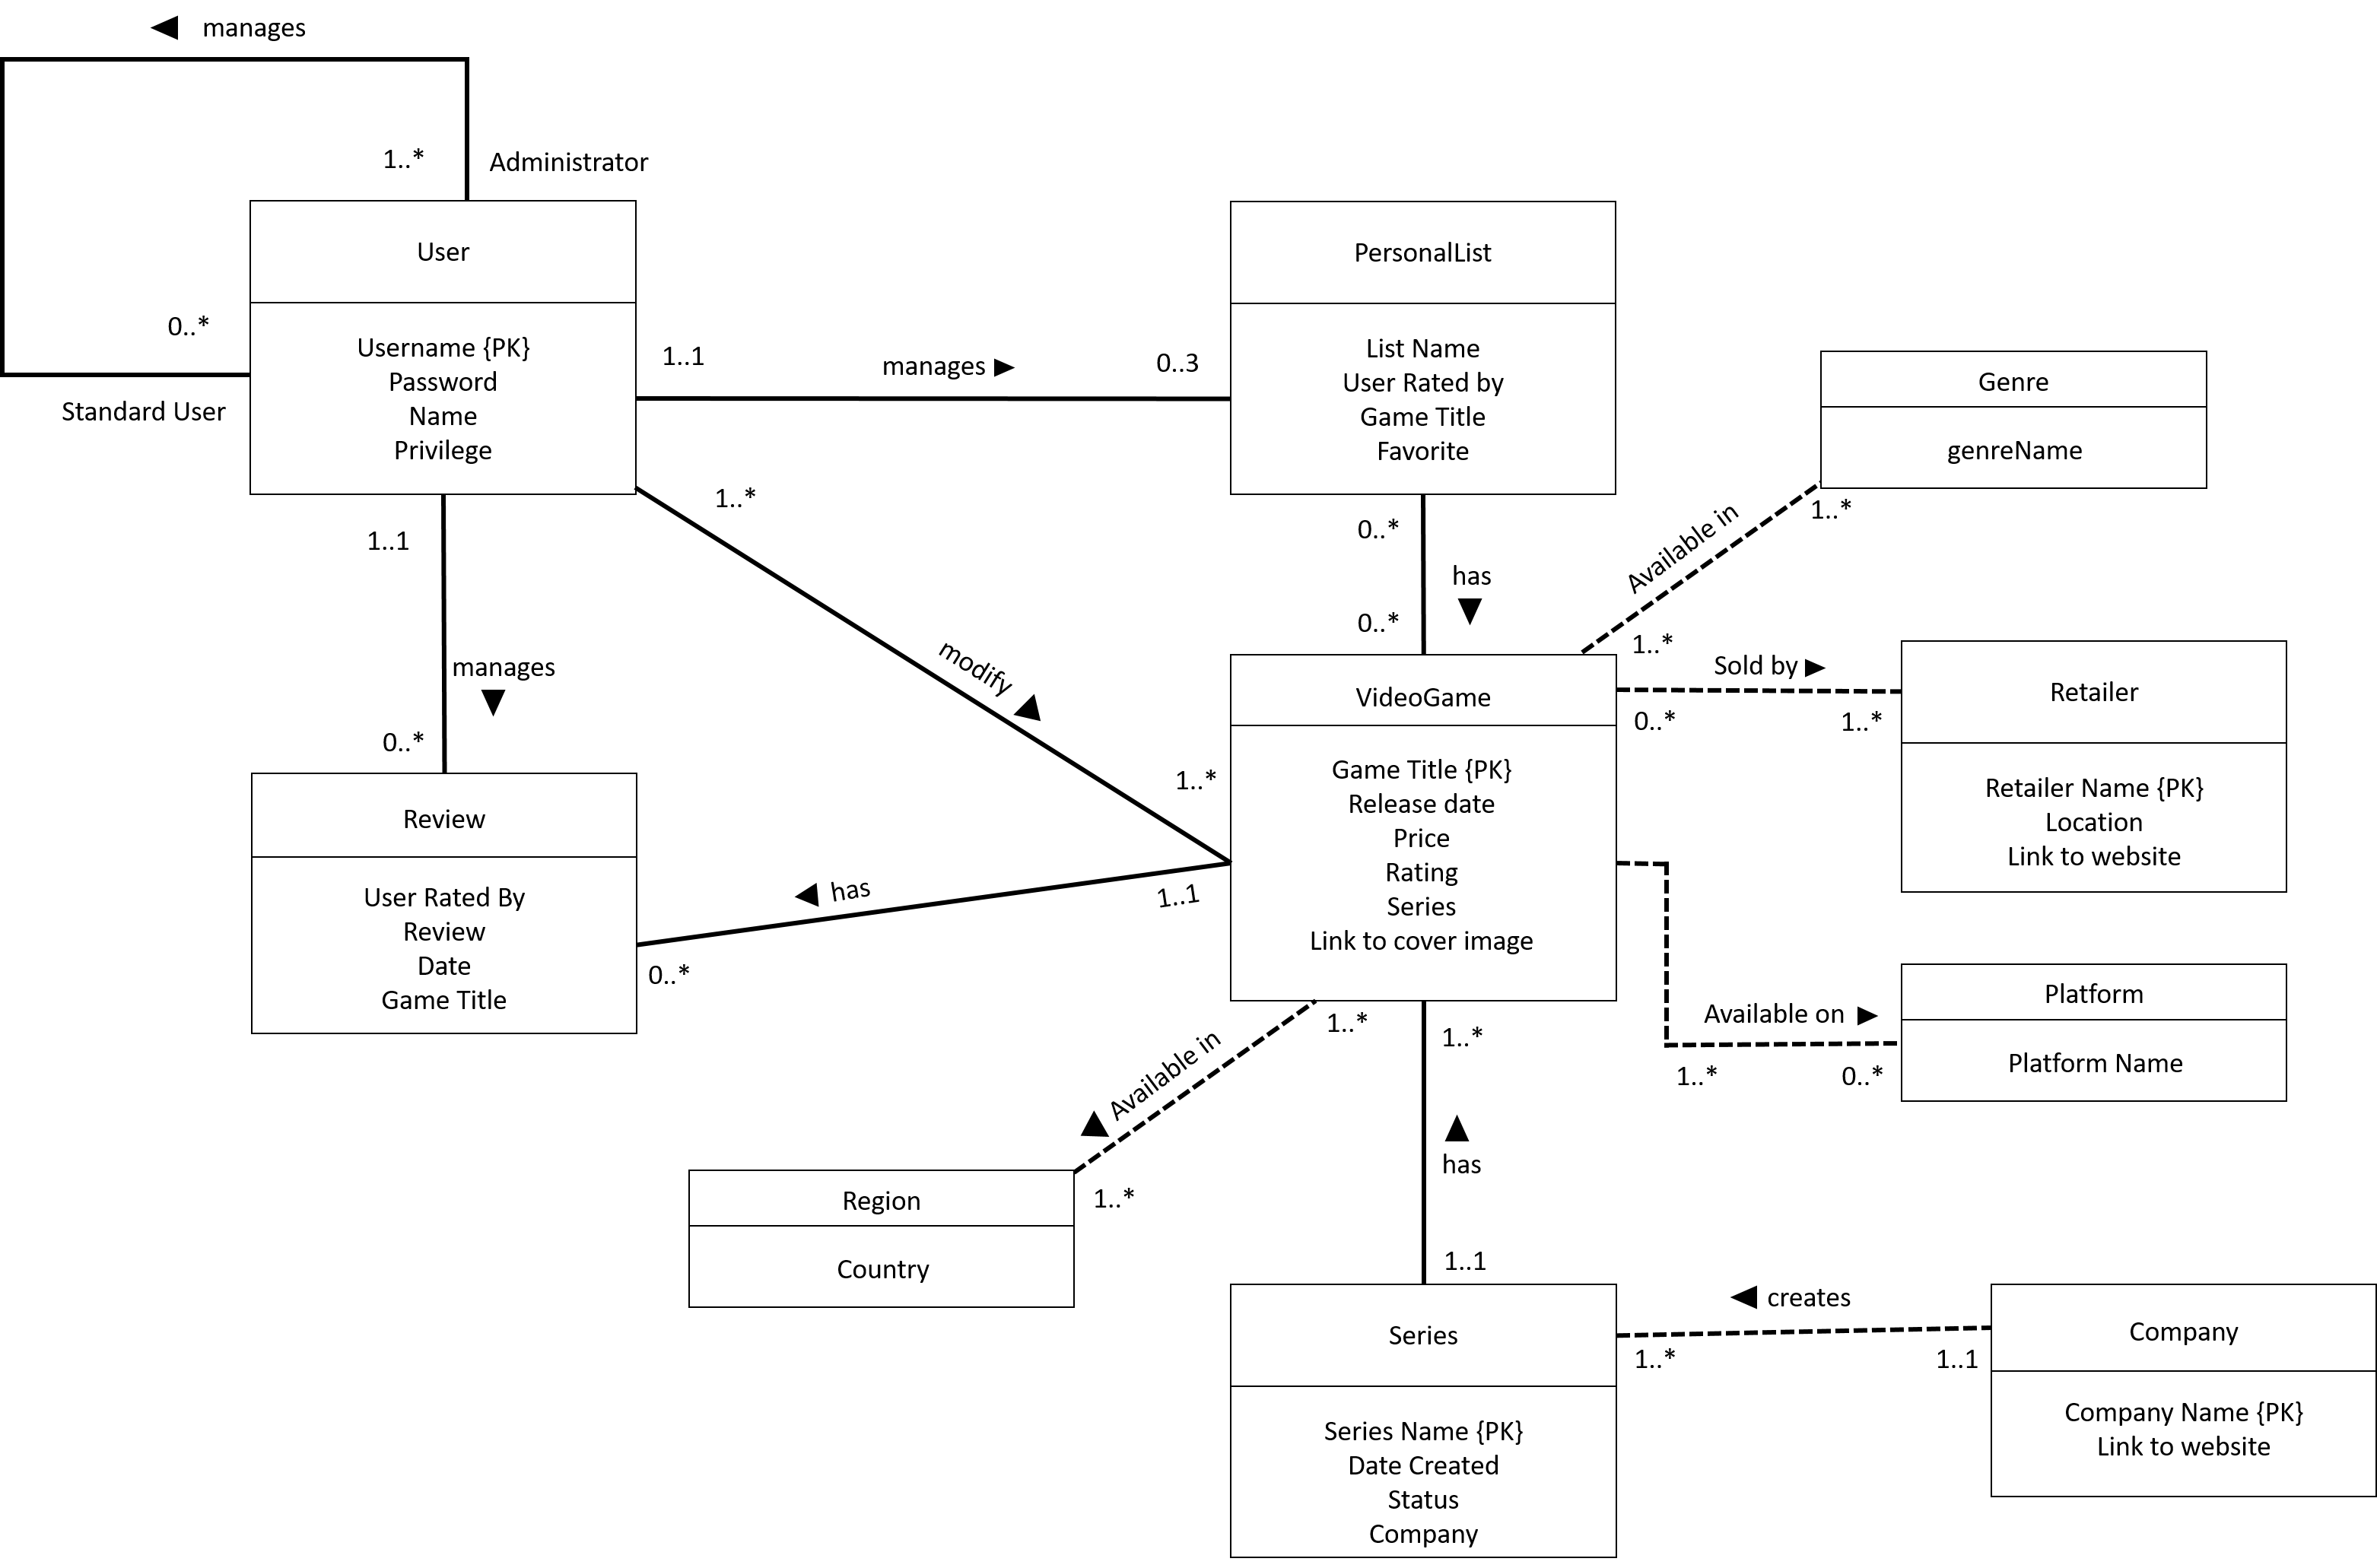 manages
1..*
Administrator
User
Username {PK}
Password
Name
Privilege
0..*
Standard User
1..1
manages
0..3
PersonalList
List Name
User Rated by
Game Title
Favorite
Genre
genreName
1..*
Available in
1..*
0..*
has
0..*
1..*
modify
1..*
1..1
manages
0..*
Review
User Rated By
Review
Date
Game Title
has
1..1
0..*
VideoGame
Game Title {PK}
Release date
Price
Rating
Series
Link to cover image
Sold by
0..*
1..*
Retailer
Retailer Name {PK}
Location
Link to website
Available on
1..*
0..*
Platform
Platform Name
1..*
Available in
1..*
Region
Country
1..*
has
1..1
Series
Series Name {PK}
Date Created
Status
Company
creates
1..*
1..1
Company
Company Name {PK}
Link to website